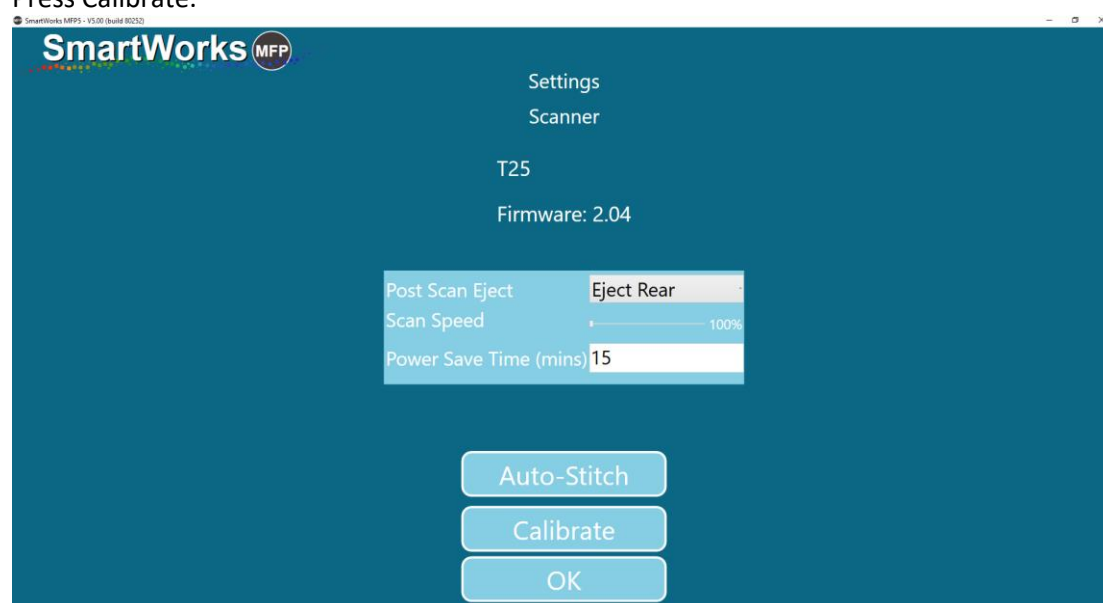 Press Calibrate.
SmartWorks MFP5 - V5.00 (build 80252)
SmartWorks MFP
Settings
Scanner
T25
Firmware: 2.04
Post Scan Eject Eject Rear
Scan Speed 100%
Power Save Time (mins) 15
Auto-Stitch
Calibrate
OK